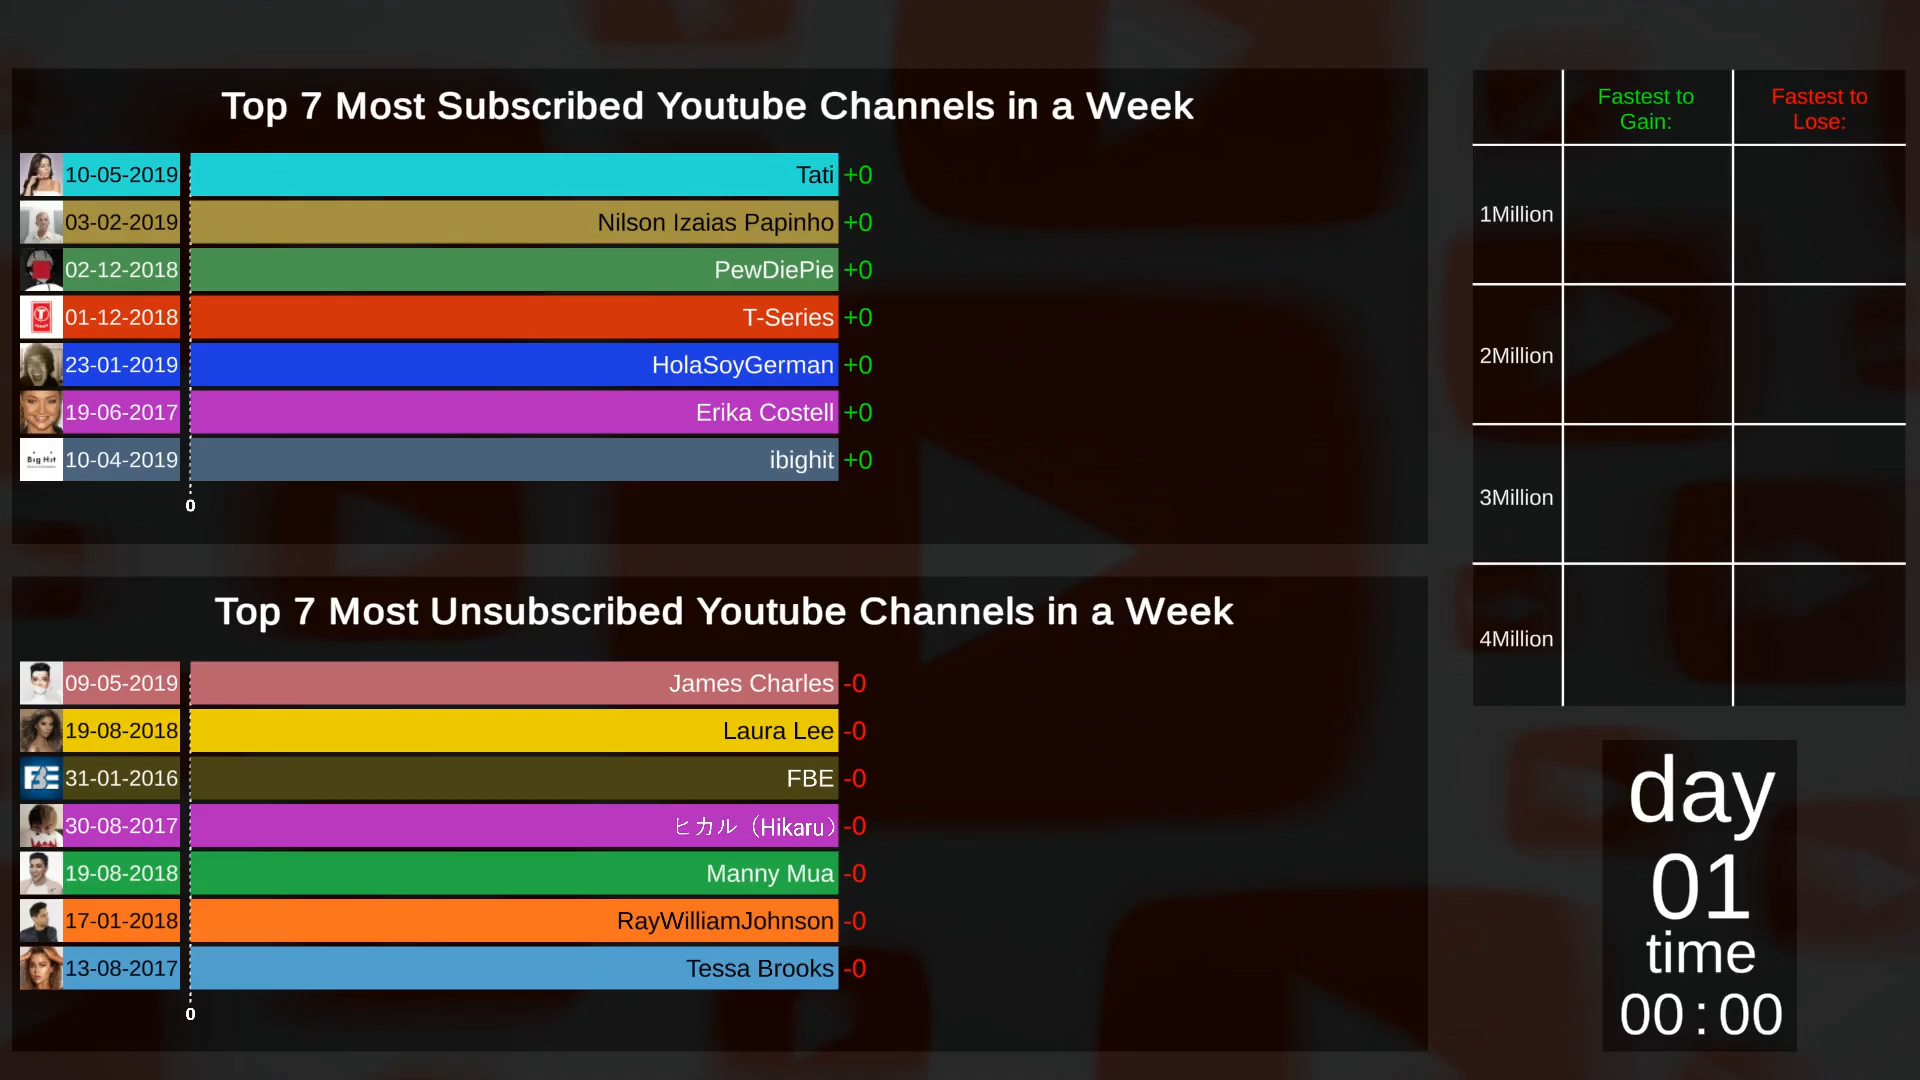 Top 7 Most Subscribed Youtube Channels in a Week
10-05-2019 Tati +0
03-02-2019 Nilson Izaias Papinho +0
02-12-2018 PewDiePie +0
01-12-2018 T-Series +0
23-01-2019 HolaSoyGerman +0
19-06-2017 Erika Costell +0
Big Hit 10-04-2019 ibighit +0
0
Top 7 Most Unsubscribed Youtube Channels in a Week
09-05-2019 James Charles -0
19-08-2018 Laura Lee -0
FBE 31-01-2016 FBE -0
30-08-2017 ヒカル（Hikaru） -0
19-08-2018 Manny Mua -0
17-01-2018 RayWilliamJohnson -0
13-08-2017 Tessa Brooks -0
0
Fastest to Fastest to
Gain: Lose:
1Million
2Million
3Million
4Million
day
01
time
00:00